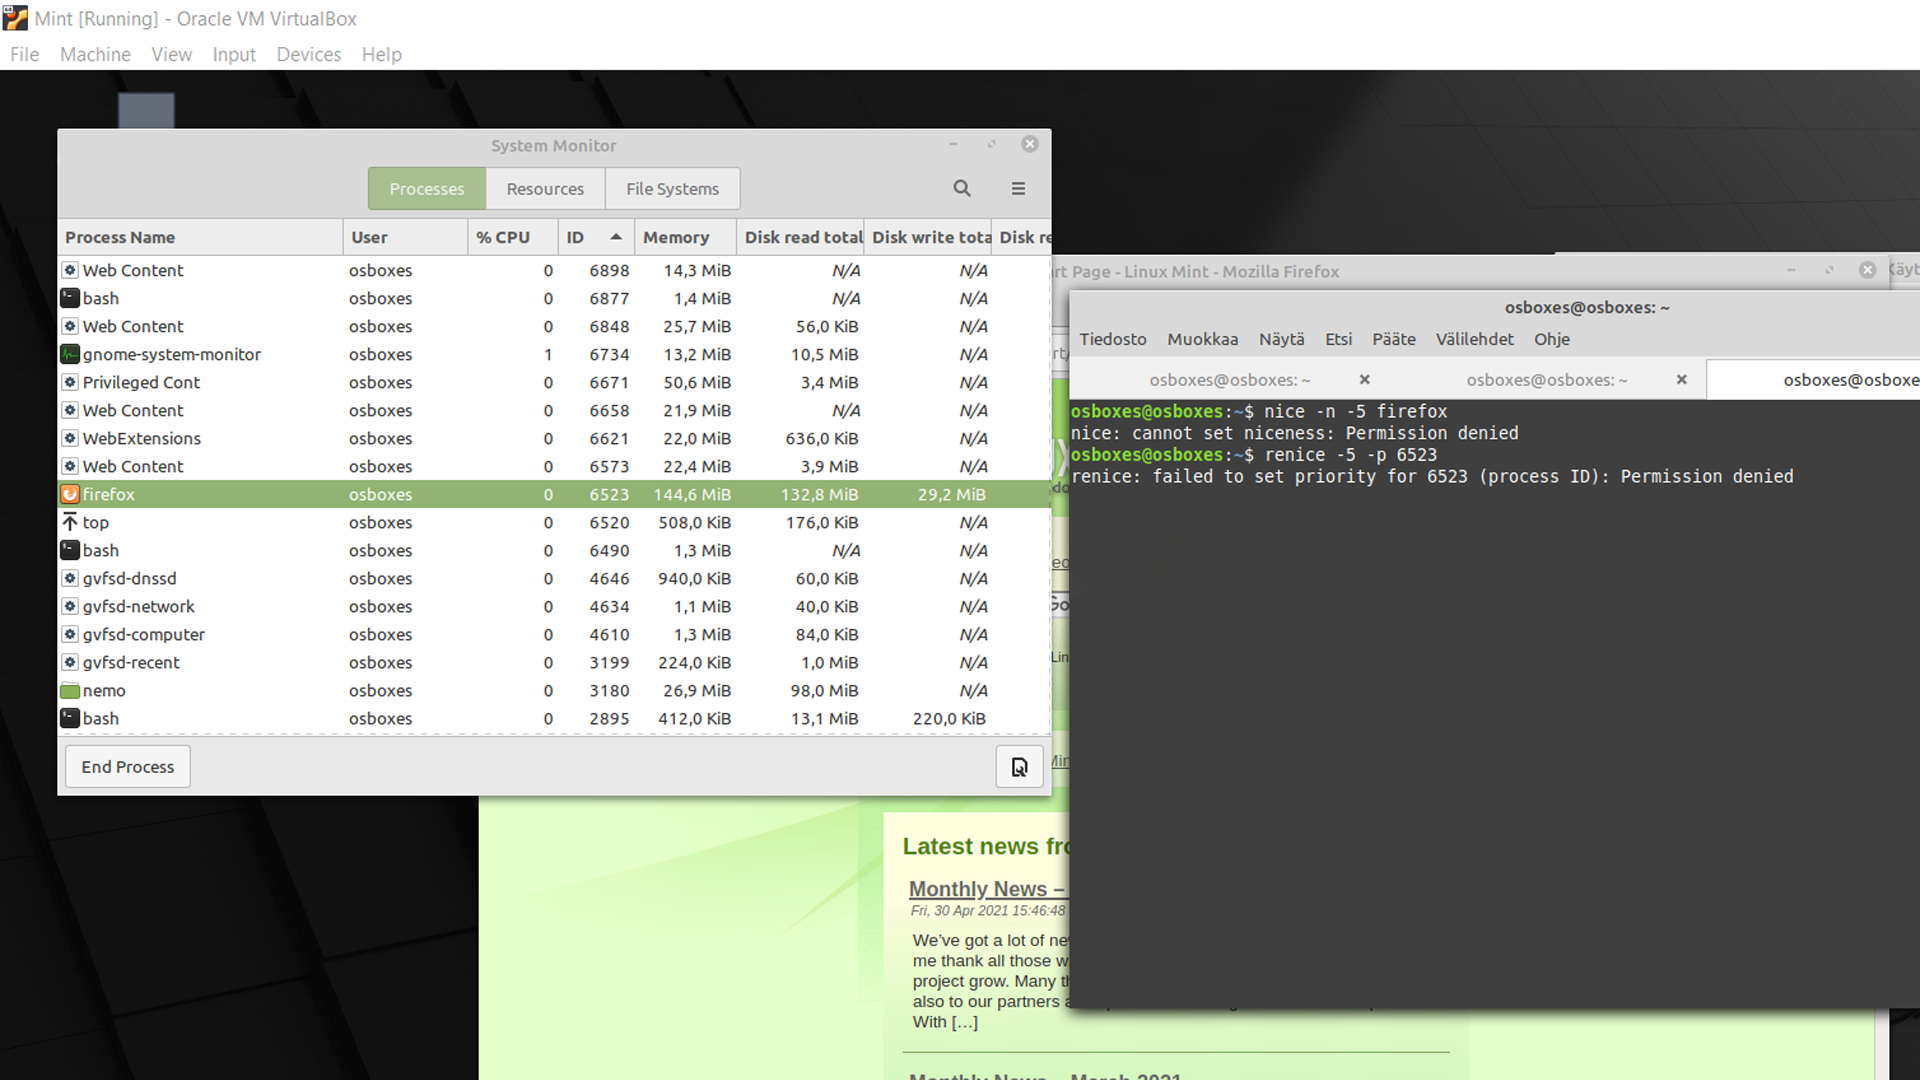 Mint [Running] - Oracle VM VirtualBox
File Machine View Input Devices Help
System Monitor
Processes Resources File Systems
Process Name User % CPU ID Memory Disk read total Disk write tota Disk re
Web Content osboxes 0 6898 14,3 MiB N/A N/A
bash osboxes 0 6877 1,4 MiB N/A N/A
Web Content osboxes 0 6848 25,7 MiB 56,0 KiB N/A
gnome-system-monitor osboxes 1 6734 13,2 MiB 10,5 MiB N/A
Privileged Cont osboxes 0 6671 50,6 MiB 3,4 MiB N/A
Web Content osboxes 0 6658 21,9 MiB N/A N/A
WebExtensions osboxes 0 6621 22,0 MiB 636,0 KiB N/A
Web Content osboxes 0 6573 22,4 MiB 3,9 MiB N/A
firefox osboxes 0 6523 144,6 MiB 132,8 MiB 29,2 MiB
top osboxes 0 6520 508,0 KiB 176,0 KiB N/A
bash osboxes 0 6490 1,3 MiB N/A N/A
gvfsd-dnssd osboxes 0 4646 940,0 KiB 60,0 KiB N/A
gvfsd-network osboxes 0 4634 1,1 MiB 40,0 KiB N/A
gvfsd-computer osboxes 0 4610 1,3 MiB 84,0 KiB N/A
gvfsd-recent osboxes 0 3199 224,0 KiB 1,0 MiB N/A
nemo osboxes 0 3180 26,9 MiB 98,0 MiB N/A
bash osboxes 0 2895 412,0 KiB 13,1 MiB 220,0 KiB
End Process
rt Page - Linux Mint - Mozilla Firefox
Käyt
osboxes@osboxes: ~
Tiedosto Muokkaa Näytä Etsi Pääte Välilehdet Ohje
osboxes@osboxes: ~ osboxes@osboxes: ~ osboxes@osboxe
osboxes@osboxes:~$ nice -n -5 firefox
nice: cannot set niceness: Permission denied
osboxes@osboxes:~$ renice -5 -p 6523
renice: failed to set priority for 6523 (process ID): Permission denied
Latest news fro
Monthly News –
Fri, 30 Apr 2021 15:46:48
We've got a lot of ne
me thank all those w
project grow. Many th
also to our partners a
With […]
Monthly News – March 2021